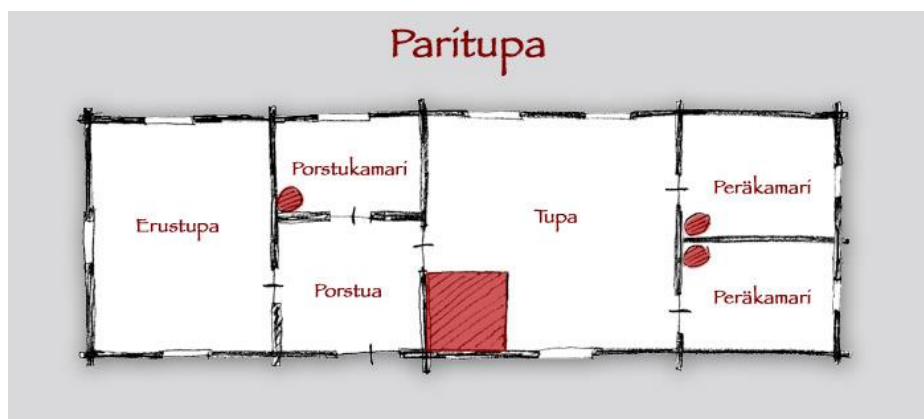 Paritupa
Porstukamari
Peräkamari
Erustupa
Tupa
Porstua
Peräkamari